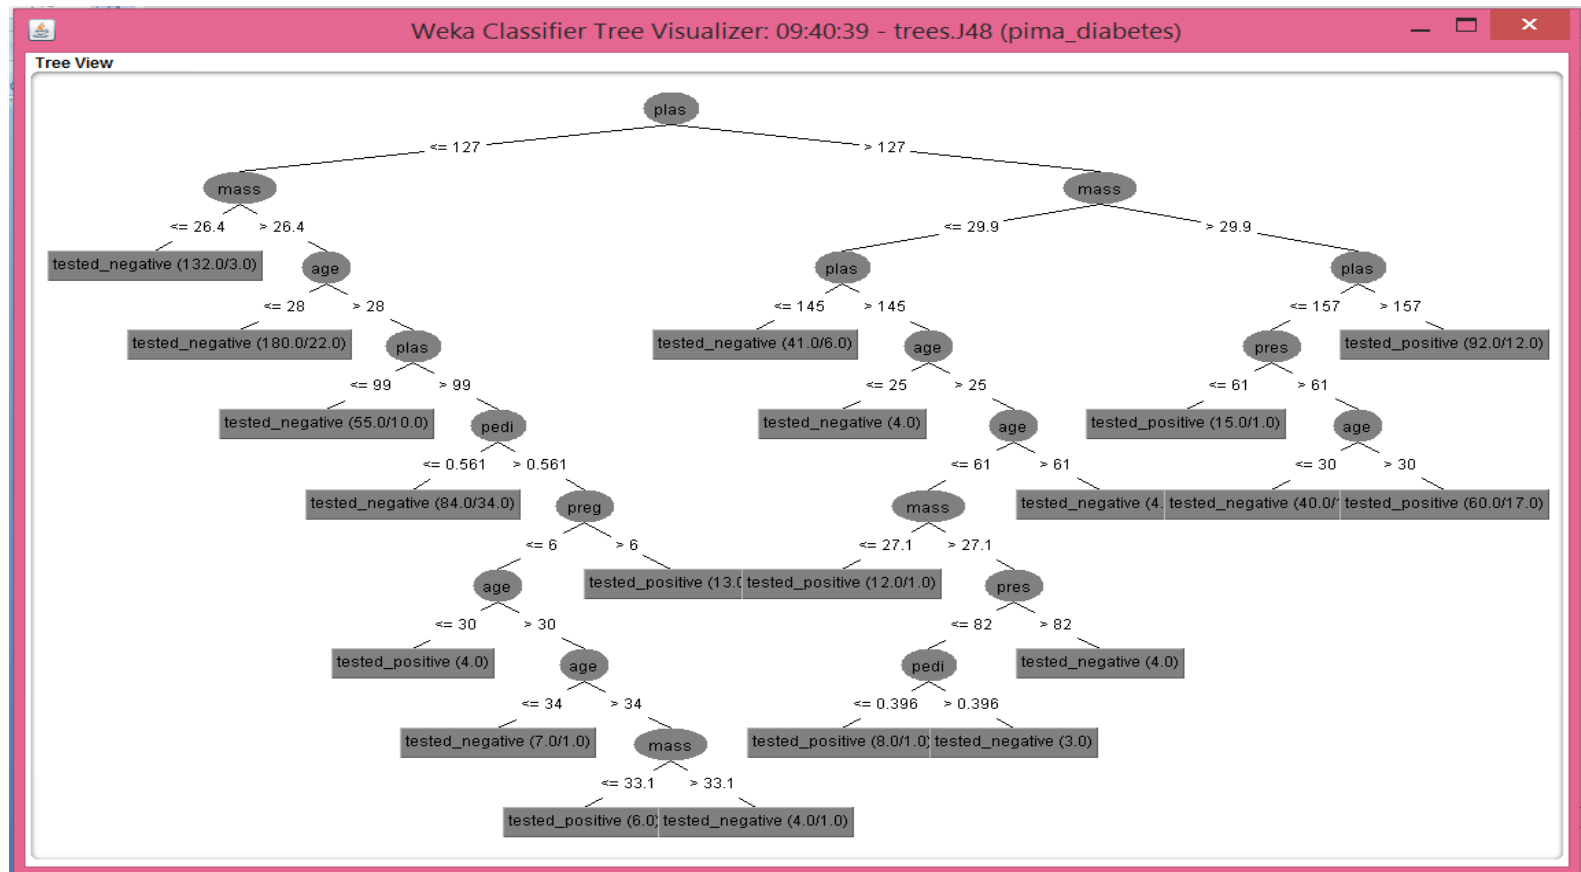 Weka Classifier Tree Visualizer: 09:40:39 - trees.J48 (pima_diabetes)
Tree View
plas
<= 127 > 127
mass mass
<= 26.4 > 26.4 <= 29.9 > 29.9
tested_negative (132.0/3.0) age plas plas
<= 28 > 28 <= 145 > 145 <= 157 > 157
tested_negative (180.0/22.0) plas tested_negative (41.0/6.0) age pres tested_positive (92.0/12.0)
<= 99 > 99 <= 25 > 25 <= 61 > 61
tested_negative (55.0/10.0) pedi tested_negative (4.0) age tested_positive (15.0/1.0) age
<= 0.561 > 0.561 <= 61 > 61 <= 30 > 30
tested_negative (84.0/34.0) preg mass tested_negative (4. tested_negative (40.0/ tested_positive (60.0/17.0)
<= 6 > 6 <= 27.1 > 27.1
age tested_positive (13.0 tested_positive (12.0/1.0) pres
<= 30 > 30 <= 82 > 82
tested_positive (4.0) age pedi tested_negative (4.0)
<= 34 > 34 <= 0.396 > 0.396
tested_negative (7.0/1.0) mass tested_positive (8.0/1.0) tested_negative (3.0)
<= 33.1 > 33.1
tested_positive (6.0) tested_negative (4.0/1.0)